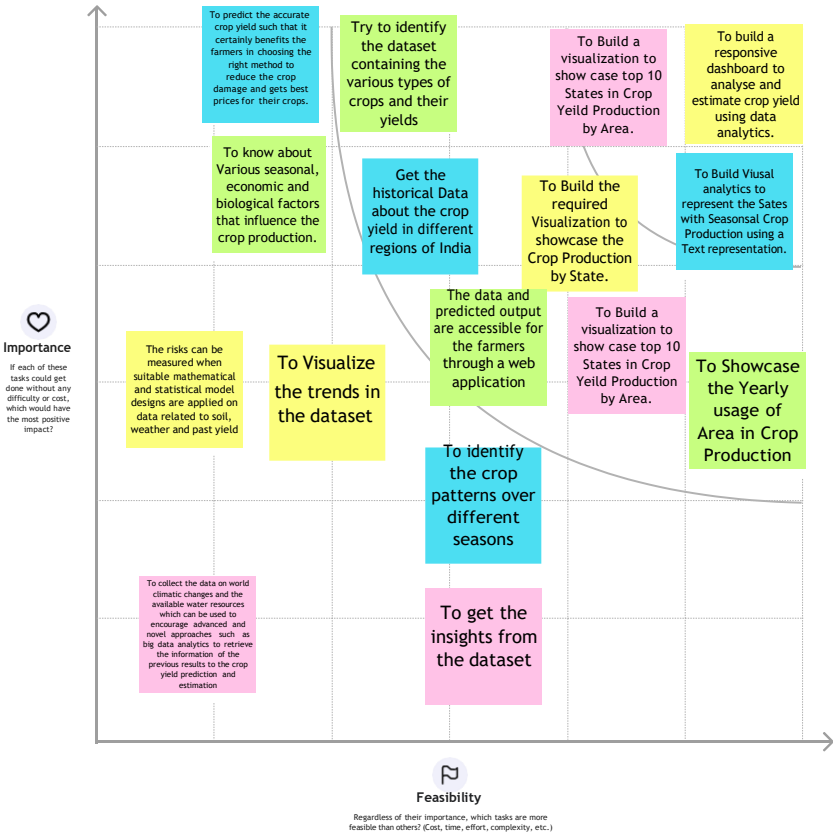 To predict the accurate
crop yield such that it
certainly benefits the
farmers in choosing the
right method to
reduce the crop
damage and gets best
prices for their crops.
Try to identify
the dataset
containing the
various types of
crops and their
yields
To Build a
visualization to
show case top 10
States in Crop
Yeild Production
by Area.
To build a
responsive
dashboard to
analyse and
estimate crop yield
using data
analytics.
To know about
Various seasonal,
economic and
biological factors
that influence the
crop production.
Get the
historical Data
about the crop
yield in different
regions of India
To Build the
required
Visualization to
showcase the
Crop Production
by State.
To Build Viusal
analytics to
represent the Sates
with Seasonsal Crop
Production using a
Text representation.
The data and
predicted output
are accessible for
the farmers
through a web
application
To Build a
visualization to
show case top 10
States in Crop
Yeild Production
by Area.
Importance
If each of these
tasks could get
done without any
difficulty or cost,
which would have
the most positive
impact?
The risks can be
measured when
suitable mathematical
and statistical model
designs are applied on
data related to soil,
weather and past yield
To Visualize
the trends in
the dataset
To Showcase
the Yearly
usage of
Area in Crop
Production
To identify
the crop
patterns over
different
seasons
To collect the data on world
climatic changes and the
available water resources
which can be used to
encourage advanced and
novel approaches such as
big data analytics to retrieve
the information of the
previous results to the crop
yield prediction and
estimation
To get the
insights from
the dataset
Feasibility
Regardless of their importance, which tasks are more
feasible than others? (Cost, time, effort, complexity, etc.)